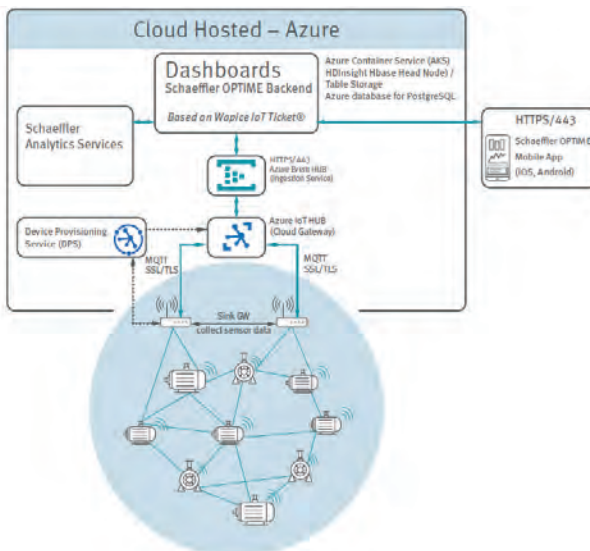 Cloud Hosted – Azure
Dashboards
Schaeffler OPTIME Backend
Based on Wapice IoT Ticket®
Azure Container Service (AKS)
HDInsight Hbase Head Node) /
Table Storage
Azure database for PostgreSQL
Schaeffler
Analytics Services
HTTPS/443
Schaeffler OPTIME
Mobile App
(iOS, Android)
HTTPS/443
Azure Event HUB
(Ingestion Service)
Device Provisioning
Service (DPS)
Azure IoT HUB
(Cloud Gateway)
MQTT
SSL/TLS
MQTT
SSL/TLS
Sink GW
collect sensor data